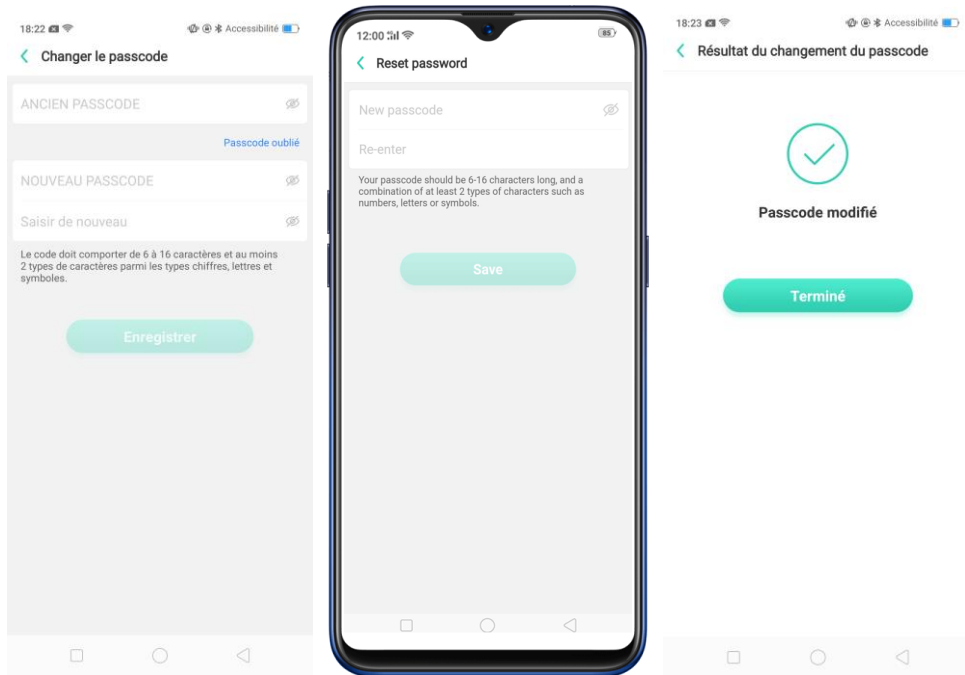 18:22
Accessibilité
Changer le passcode
ANCIEN PASSCODE
Passcode oublié
NOUVEAU PASSCODE
Saisir de nouveau
Le code doit comporter de 6 à 16 caractères et au moins
2 types de caractères parmi les types chiffres, lettres et
symboles.
Enregistrer
12:00
85
Reset password
New passcode
Re-enter
Your passcode should be 6-16 characters long, and a
combination of at least 2 types of characters such as
numbers, letters or symbols.
Save
18:23
Accessibilité
Résultat du changement du passcode
Passcode modifié
Terminé